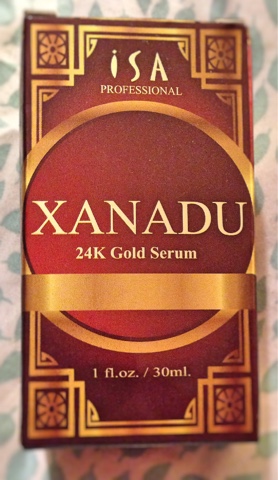 iSA
PROFESSIONAL
XANADU
24K Gold Serum
1 fl.oz. / 30ml.